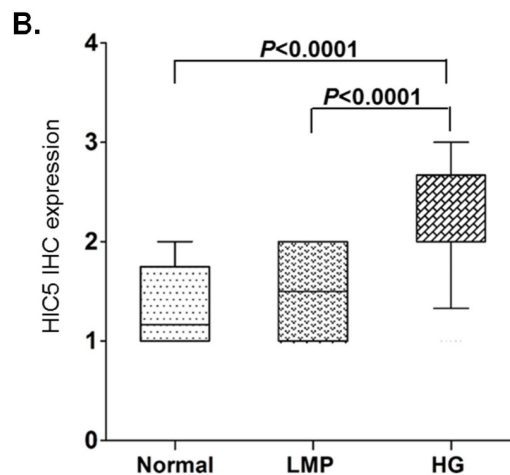 B.
P<0.0001
P<0.0001
HIC5 IHC expression
4
3
2
1
0
Normal LMP HG